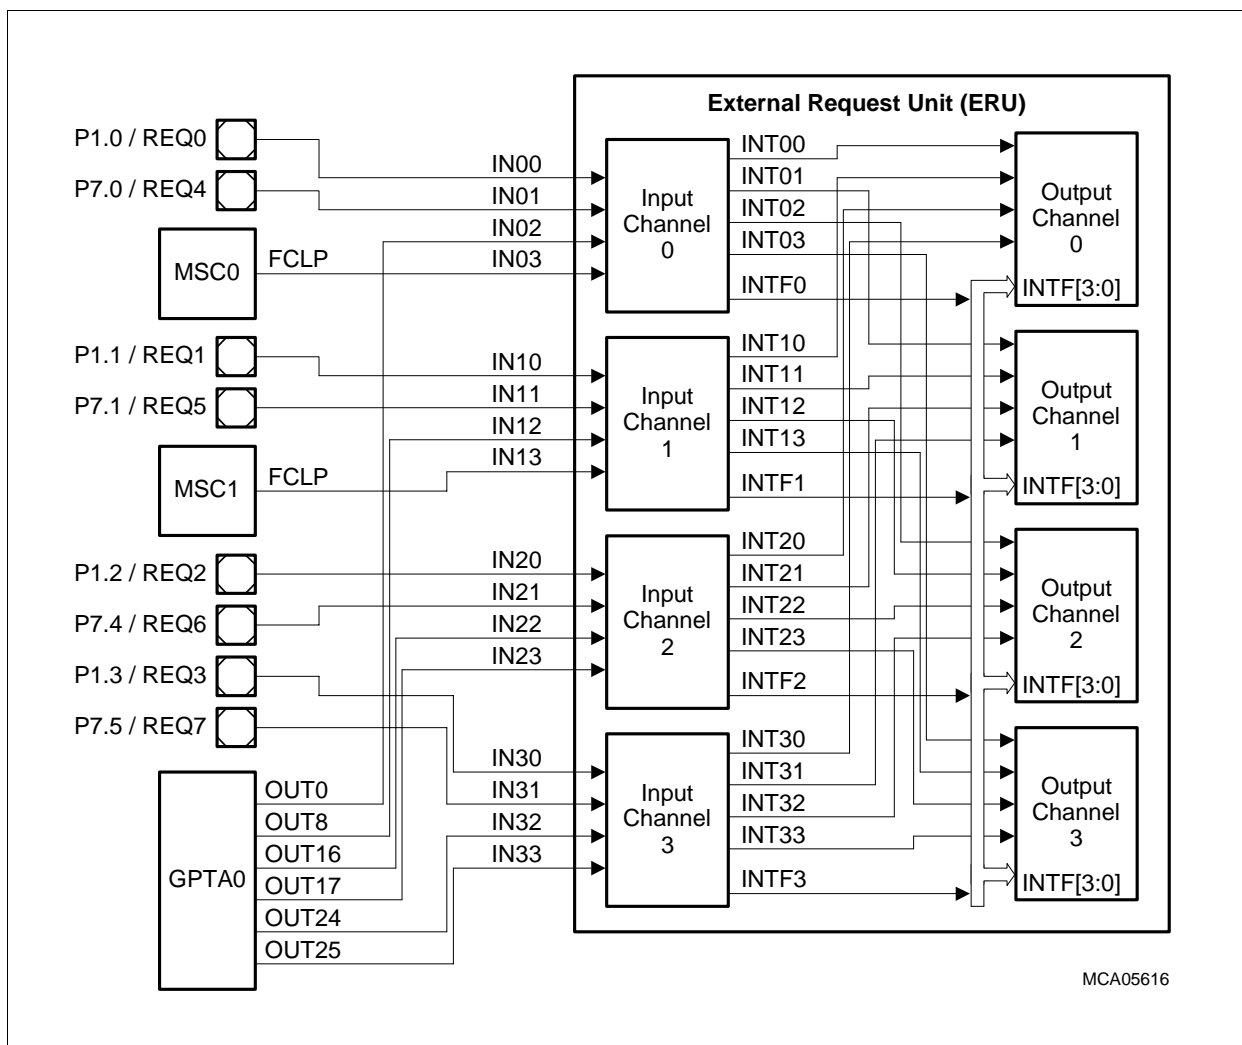 External Request Unit (ERU)
P1.0 / REQ0
P7.0 / REQ4
MSC0
FCLP
IN00
IN01
IN02
IN03
Input
Channel
0
INT00
INT01
INT02
INT03
INTF0
Output
Channel
0
INTF[3:0]
P1.1 / REQ1
P7.1 / REQ5
MSC1
FCLP
IN10
IN11
IN12
IN13
Input
Channel
1
INT10
INT11
INT12
INT13
INTF1
Output
Channel
1
INTF[3:0]
P1.2 / REQ2
P7.4 / REQ6
P1.3 / REQ3
P7.5 / REQ7
IN20
IN21
IN22
IN23
Input
Channel
2
INT20
INT21
INT22
INT23
INTF2
Output
Channel
2
INTF[3:0]
GPTA0
OUT0
OUT8
OUT16
OUT17
OUT24
OUT25
IN30
IN31
IN32
IN33
Input
Channel
3
INT30
INT31
INT32
INT33
INTF3
Output
Channel
3
INTF[3:0]
MCA05616